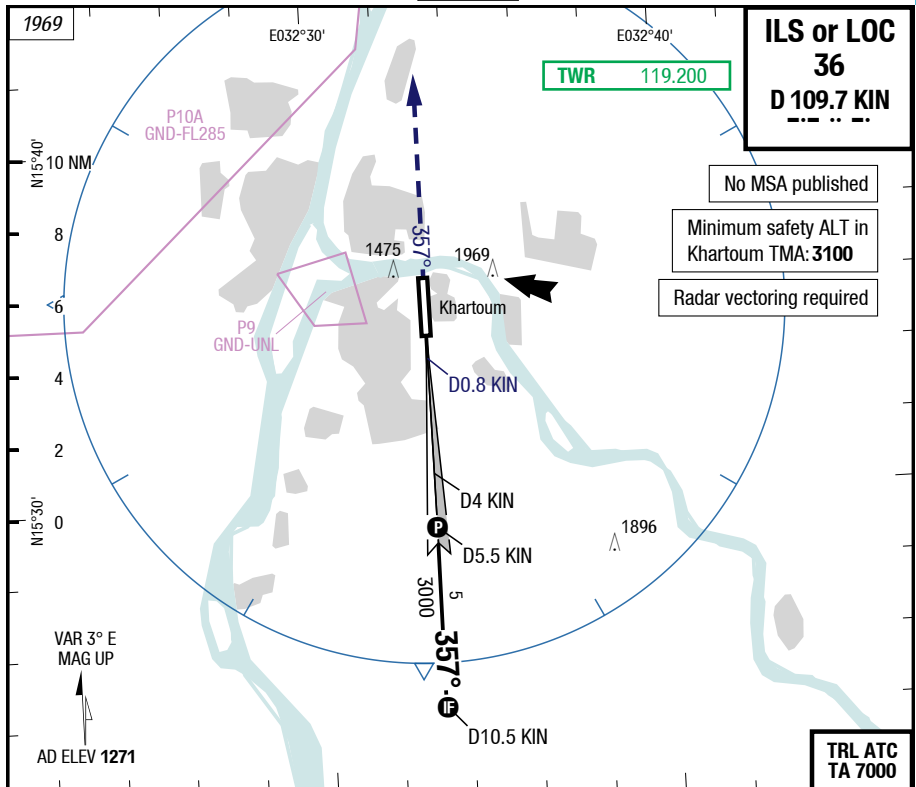 1969
E032°30'
E032°40'
ILS or LOC
36
D 109.7 KIN
TWR 119.200
P10A
GND-FL285
N15°40'
10 NM
No MSA published
Minimum safety ALT in
Khartoum TMA: 3100
Radar vectoring required
8
357°
1475
1969
6
Khartoum
P9
GND-UNL
4
D0.8 KIN
2
D4 KIN
N15°30'
0
P
D5.5 KIN
1896
5
3000
357°
VAR 3° E
MAG UP
IF
D10.5 KIN
AD ELEV 1271
TRL ATC
TA 7000